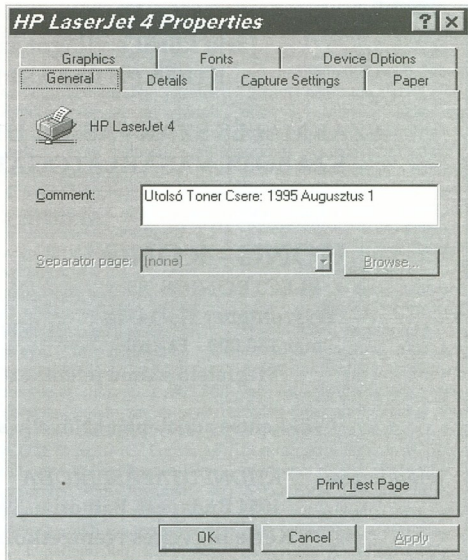 HP LaserJet 4 Properties
? ×
Graphics Fonts Device Options
General Details Capture Settings Paper
HP LaserJet 4
Comment: Utolsó Toner Csere: 1995 Augusztus 1
Separator page: (none) Browse...
Print Test Page
OK Cancel Apply